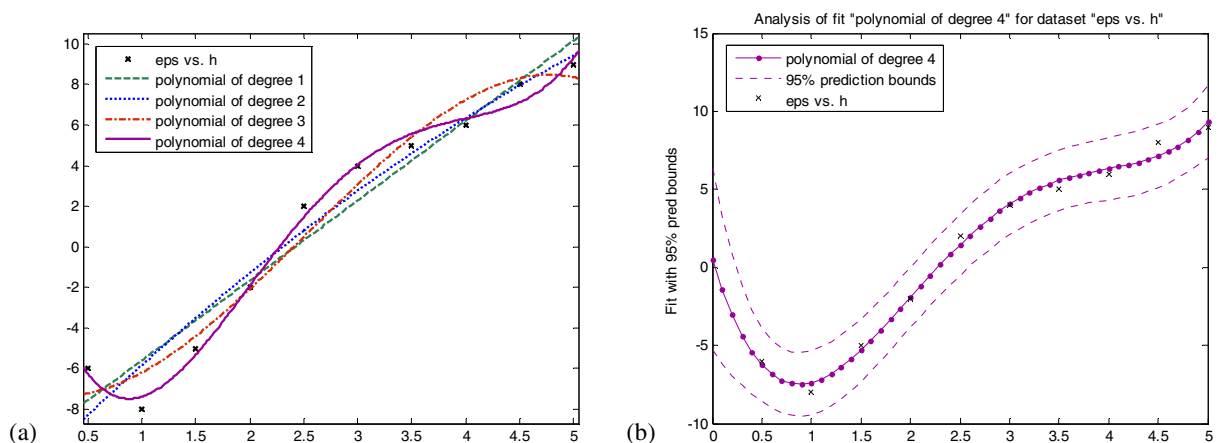 10
8
6
4
2
0
-2
-4
-6
-8
0.5 1 1.5 2 2.5 3 3.5 4 4.5 5
eps vs. h
polynomial of degree 1
polynomial of degree 2
polynomial of degree 3
polynomial of degree 4
(a)
Analysis of fit "polynomial of degree 4" for dataset "eps vs. h"
Fit with 95% pred bounds
15
10
5
0
-5
-10
0 0.5 1 1.5 2 2.5 3 3.5 4 4.5 5
polynomial of degree 4
95% prediction bounds
eps vs. h
(b)